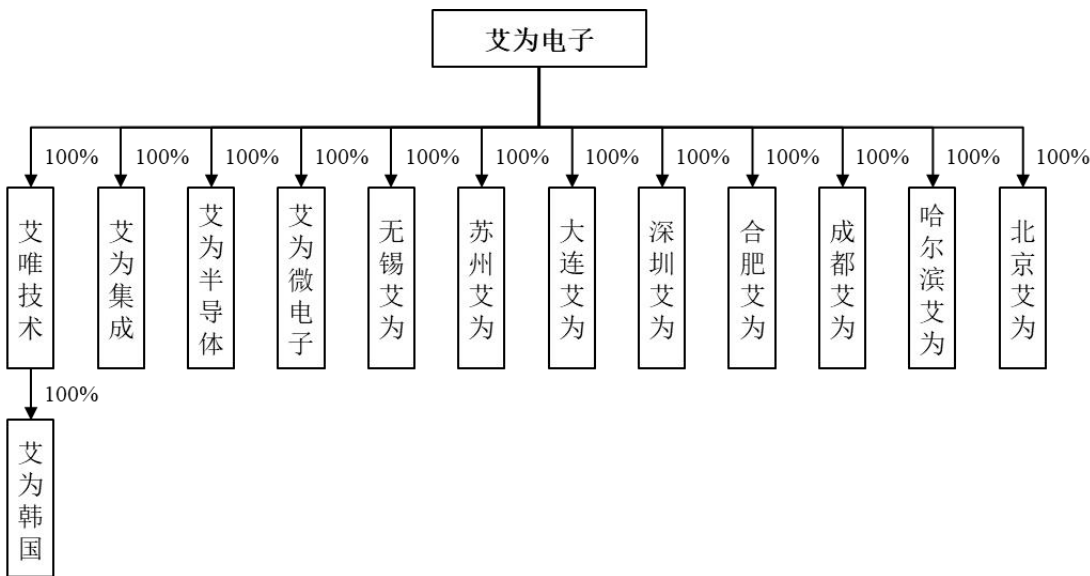 艾为电子
100%
100%
100%
100%
100%
100%
100%
100%
100%
100%
100%
100%
艾唯技术
艾为集成
艾为半导体
艾为微电子
无锡艾为
苏州艾为
大连艾为
深圳艾为
合肥艾为
成都艾为
哈尔滨艾为
北京艾为
100%
艾为韩国